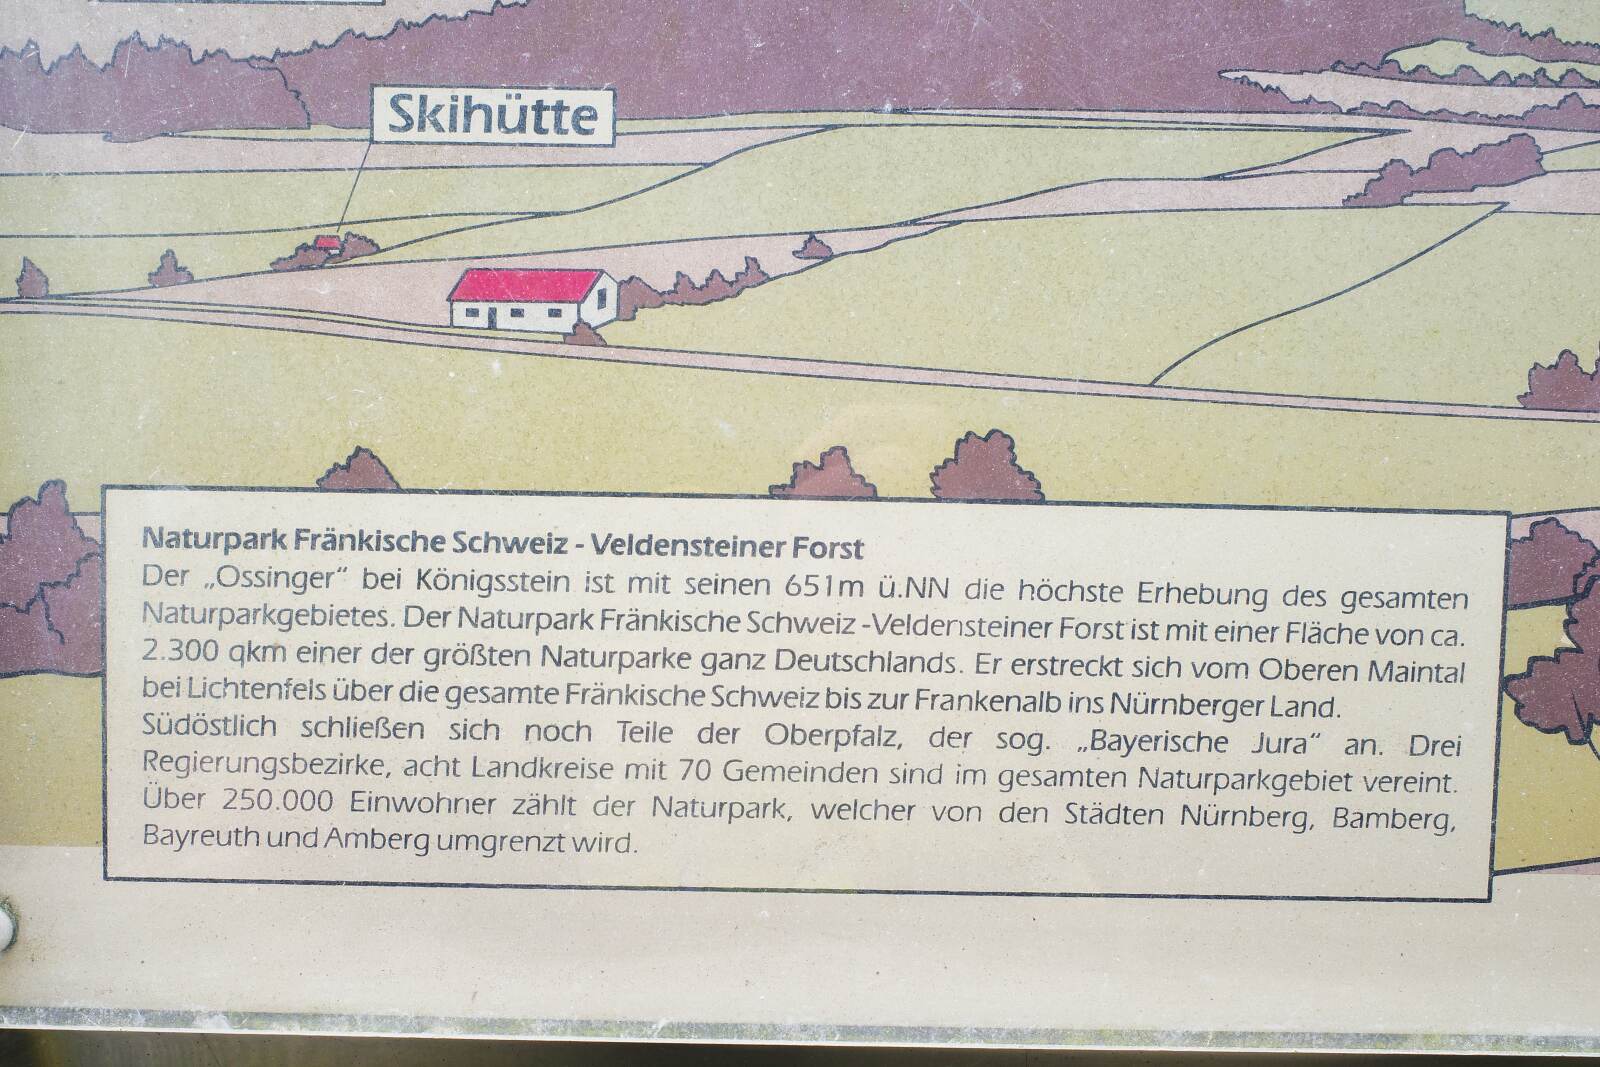 Skihütte
Naturpark Fränkische Schweiz - Veldensteiner Forst
Der „Ossinger“ bei Königsstein ist mit seinen 651m ü.NN die höchste Erhebung des gesamten
Naturparkgebietes. Der Naturpark Fränkische Schweiz -Veldensteiner Forst ist mit einer Fläche von ca.
2.300 qkm einer der größten Naturparke ganz Deutschlands. Er erstreckt sich vom Oberen Maintal
bei Lichtenfels über die gesamte Fränkische Schweiz bis zur Frankenalb ins Nürnberger Land.
Südöstlich schließen sich noch Teile der Oberpfalz, der sog. „Bayerische Jura“ an. Drei
Regierungsbezirke, acht Landkreise mit 70 Gemeinden sind im gesamten Naturparkgebiet vereint.
Über 250.000 Einwohner zählt der Naturpark, welcher von den Städten Nürnberg, Bamberg,
Bayreuth und Amberg umgrenzt wird.